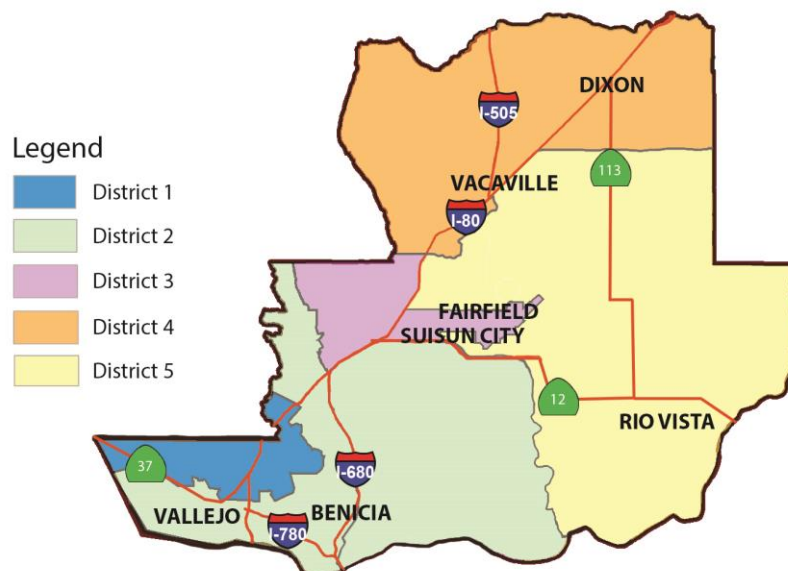 DIXON
I-505
Legend
113
District 1
VACAVILLE
I-80
District 2
District 3
FAIRFIELD
District 4
SUISUN CITY
District 5
12
RIO VISTA
37
I-680
VALLEJO
BENICIA
I-780